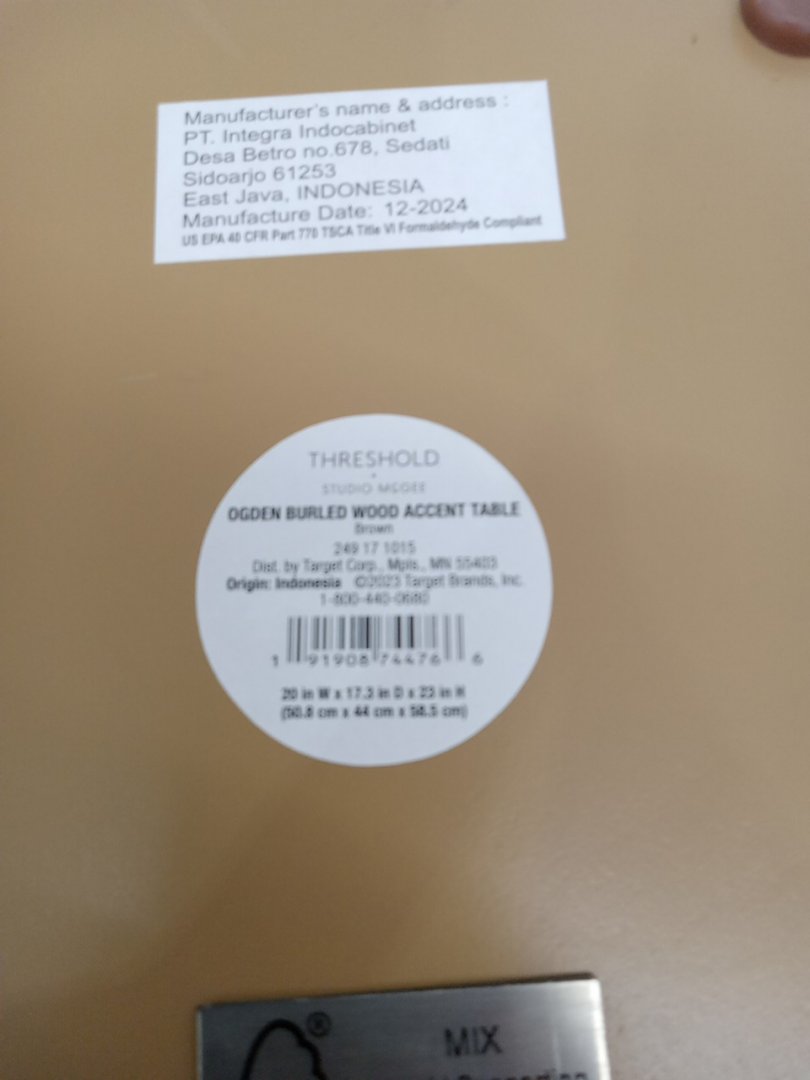 Manufacturer's name & address :
PT. Integra Indocabinet
Desa Betro no.678, Sedati
Sidoarjo 61253
East Java, INDONESIA
Manufacture Date: 12-2024
US EPA 40 CFR Part 770 TSCA Title VI Formaldehyde Compliant
THRESHOLD
STUDIO MCGEE
OGDEN BURLED WOOD ACCENT TABLE
Brown
249 17 1015
Dist. by Target Corp., Mpls., MN 55403
Origin: Indonesia ©2023 Target Brands, Inc.
1-800-440-0680
1 91908 74476 6
20 in W x 17.3 in D x 23 in H
(50.8 cm x 44 cm x 58.5 cm)
®
MIX